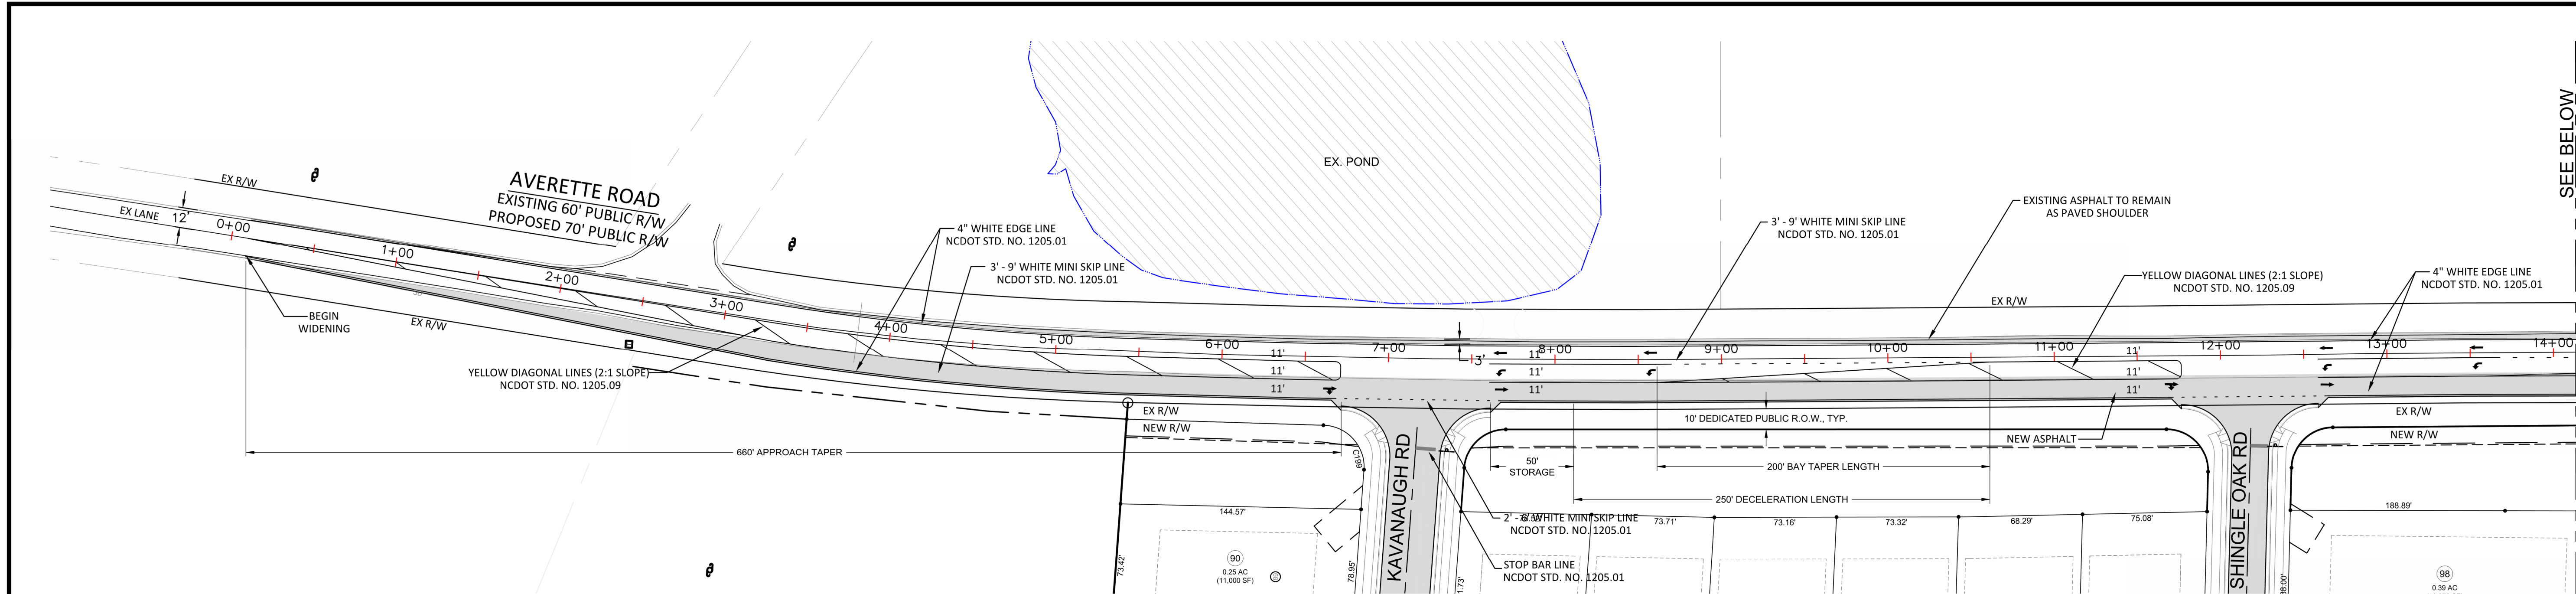 SEE BELOW
EX. POND
EX R/W
AVERETTE ROAD
EXISTING 60' PUBLIC R/W
PROPOSED 70' PUBLIC R/W
EX LANE
12'
0+00
1+00
2+00
3+00
4+00
5+00
6+00
7+00
8+00
9+00
10+00
11+00
12+00
13+00
14+00
4" WHITE EDGE LINE
NCDOT STD. NO. 1205.01
3' - 9' WHITE MINI SKIP LINE
NCDOT STD. NO. 1205.01
3' - 9' WHITE MINI SKIP LINE
NCDOT STD. NO. 1205.01
EXISTING ASPHALT TO REMAIN
AS PAVED SHOULDER
YELLOW DIAGONAL LINES (2:1 SLOPE)
NCDOT STD. NO. 1205.09
4" WHITE EDGE LINE
NCDOT STD. NO. 1205.01
EX R/W
BEGIN
WIDENING
EX R/W
YELLOW DIAGONAL LINES (2:1 SLOPE)
NCDOT STD. NO. 1205.09
11'
11'
11'
3'
11'
11'
11'
11'
11'
11'
EX R/W
NEW R/W
10' DEDICATED PUBLIC R.O.W., TYP.
NEW ASPHALT
EX R/W
NEW R/W
660' APPROACH TAPER
C199
KAVANAUGH RD
50'
STORAGE
200' BAY TAPER LENGTH
250' DECELERATION LENGTH
SHINGLE OAK RD
2' - 6' WHITE MINI SKIP LINE
NCDOT STD. NO. 1205.01
STOP BAR LINE
NCDOT STD. NO. 1205.01
144.57'
73.71'
73.16'
73.32'
68.29'
75.08'
188.89'
73.42'
78.95'
90
0.25 AC
(11,000 SF)
98
0.39 AC